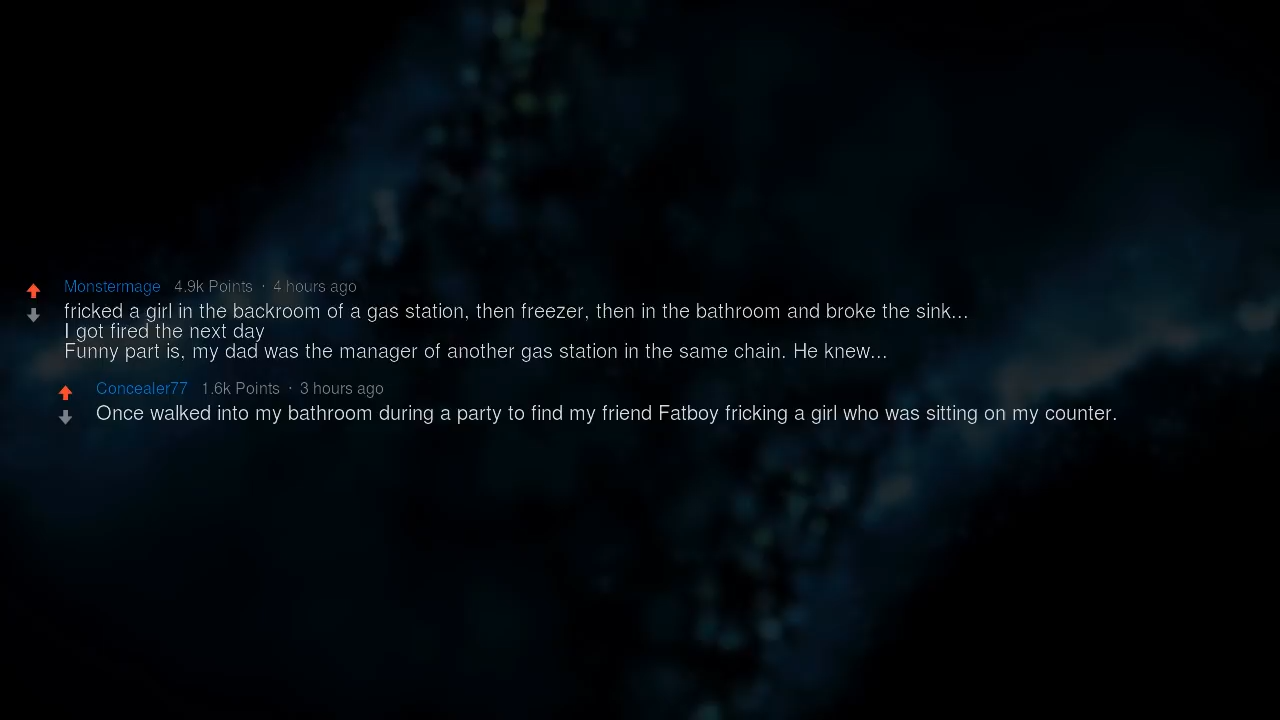 Monstermage 4.9k Points · 4 hours ago
fricked a girl in the backroom of a gas station, then freezer, then in the bathroom and broke the sink...
I got fired the next day
Funny part is, my dad was the manager of another gas station in the same chain. He knew...
Concealer77 1.6k Points · 3 hours ago
Once walked into my bathroom during a party to find my friend Fatboy fricking a girl who was sitting on my counter.